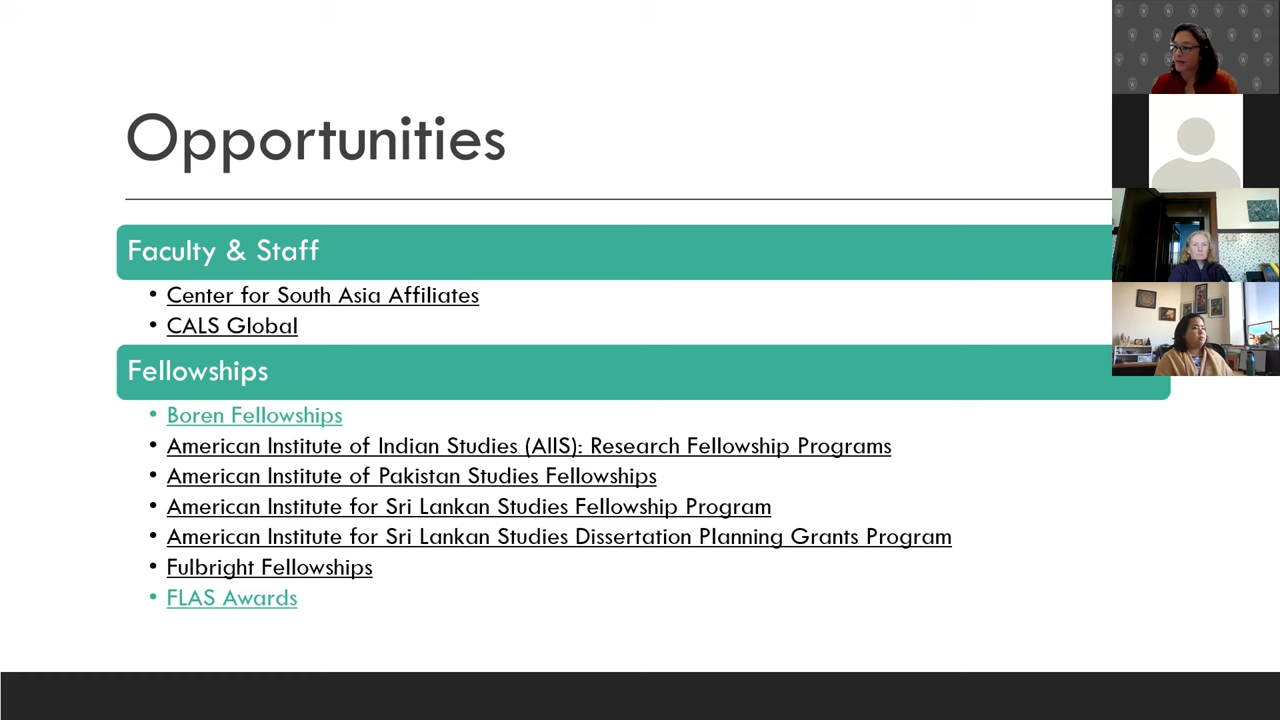 Opportunities
Faculty & Staff
• Center for South Asia Affiliates
• CALS Global
Fellowships
• Boren Fellowships
• American Institute of Indian Studies (AIIS): Research Fellowship Programs
• American Institute of Pakistan Studies Fellowships
• American Institute for Sri Lankan Studies Fellowship Program
• American Institute for Sri Lankan Studies Dissertation Planning Grants Program
• Fulbright Fellowships
• FLAS Awards